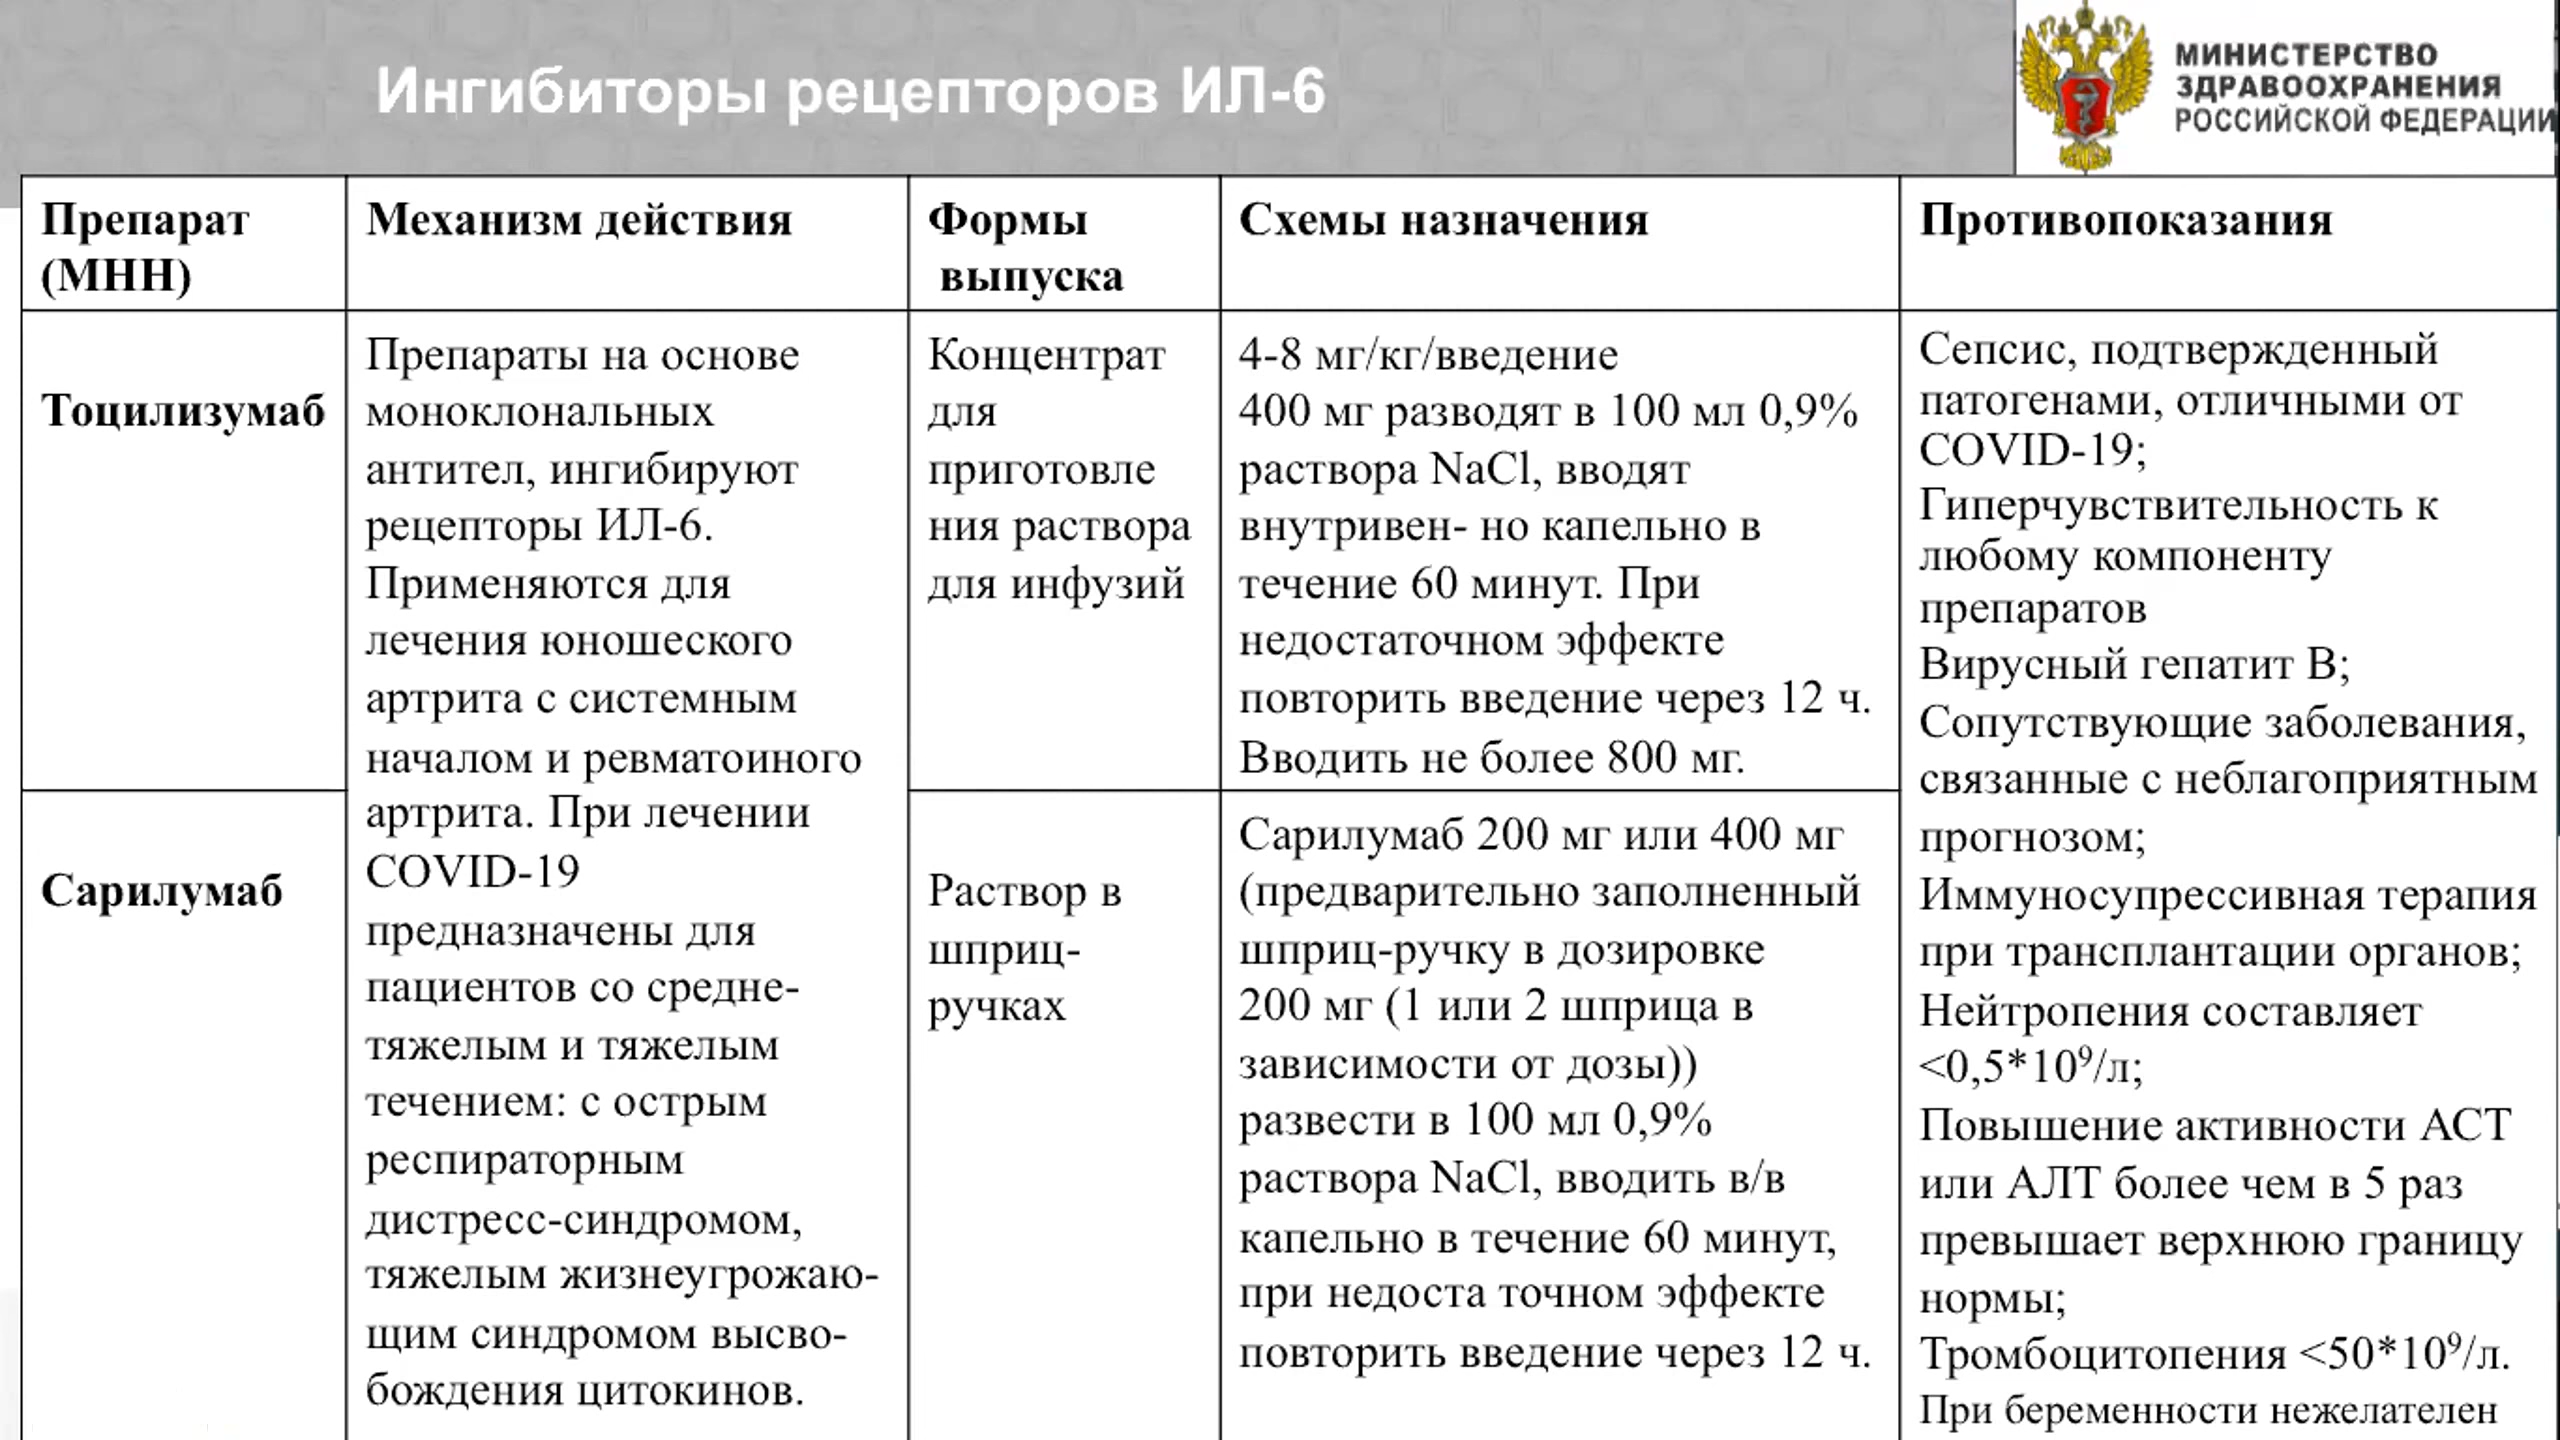 Ингибиторы рецепторов ИЛ-6
МИНИСТЕРСТВО
ЗДРАВООХРАНЕНИЯ
РОССИЙСКОЙ ФЕДЕРАЦИИ
Препарат
(МНН)
Механизм действия
Формы
выпуска
Схемы назначения
Противопоказания
Тоцилизумаб
Препараты на основе
моноклональных
антител, ингибируют
рецепторы ИЛ-6.
Применяются для
лечения юношеского
артрита с системным
началом и ревматоиного
артрита. При лечении
COVID-19
предназначены для
пациентов со средне-
тяжелым и тяжелым
течением: с острым
респираторным
дистресс-синдромом,
тяжелым жизнеугрожаю-
щим синдромом высво-
бождения цитокинов.
Концентрат
для
приготовле
ния раствора
для инфузий
4-8 мг/кг/введение
400 мг разводят в 100 мл 0,9%
раствора NaCl, вводят
внутривен- но капельно в
течение 60 минут. При
недостаточном эффекте
повторить введение через 12 ч.
Вводить не более 800 мг.
Сепсис, подтвержденный
патогенами, отличными от
COVID-19;
Гиперчувствительность к
любому компоненту
препаратов
Вирусный гепатит В;
Сопутствующие заболевания,
связанные с неблагоприятным
прогнозом;
Иммуносупрессивная терапия
при трансплантации органов;
Нейтропения составляет
<0,5*10⁹/л;
Повышение активности АСТ
или АЛТ более чем в 5 раз
превышает верхнюю границу
нормы;
Тромбоцитопения <50*10⁹/л.
При беременности нежелателен
Сарилумаб
Раствор в
шприц-
ручках
Сарилумаб 200 мг или 400 мг
(предварительно заполненный
шприц-ручку в дозировке
200 мг (1 или 2 шприца в
зависимости от дозы))
развести в 100 мл 0,9%
раствора NaCl, вводить в/в
капельно в течение 60 минут,
при недоста точном эффекте
повторить введение через 12 ч.